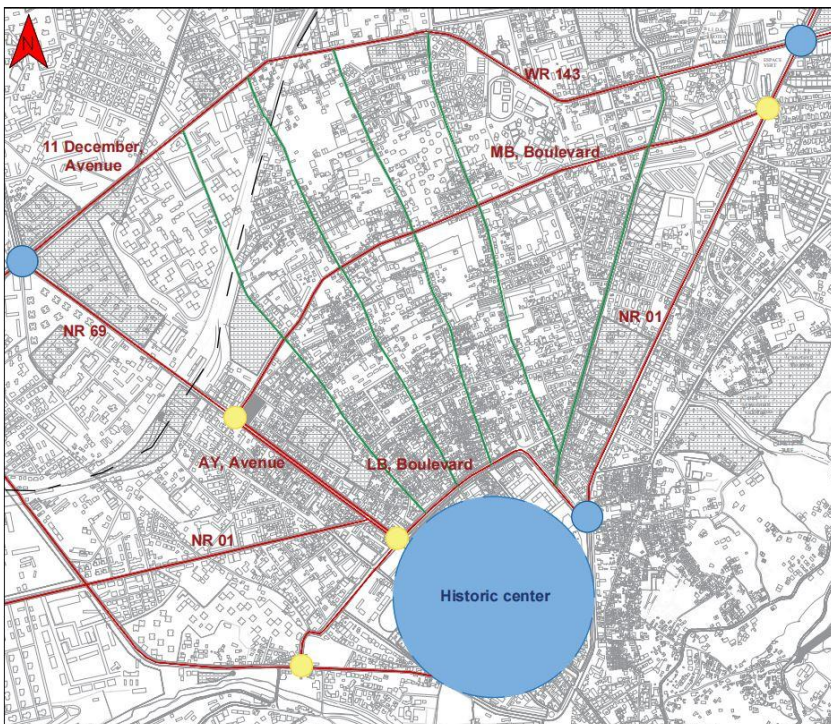 N
WR 143
11 December,
Avenue
MB, Boulevard
NR 69
NR 01
AY, Avenue
LB, Boulevard
NR 01
Historic center